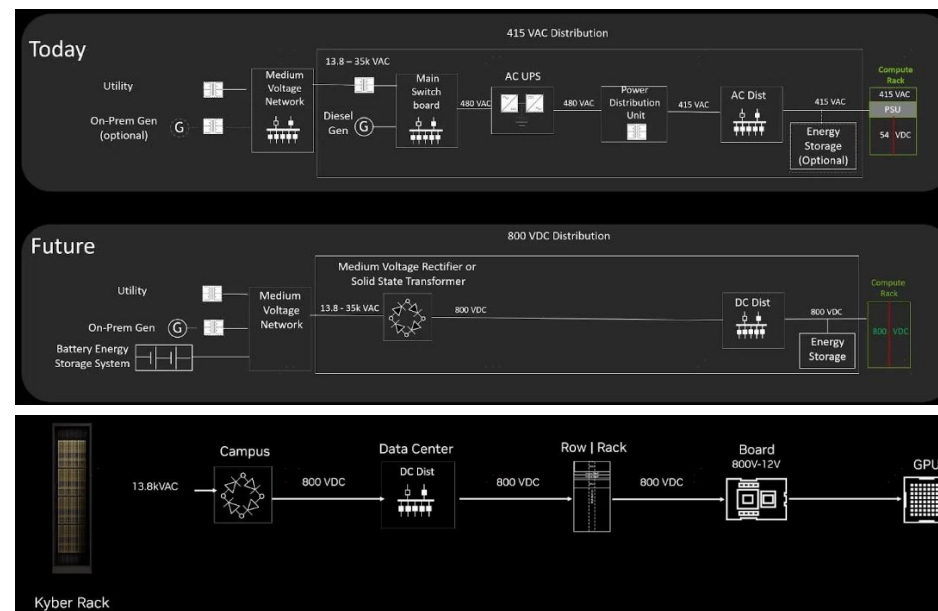 Today
415 VAC Distribution
Utility
On-Prem Gen
(optional)
G
Medium
Voltage
Network
13.8 – 35k VAC
Diesel
Gen
G
Main
Switch
board
480 VAC
AC UPS
480 VAC
Power
Distribution
Unit
415 VAC
AC Dist
415 VAC
Energy
Storage
(Optional)
Compute
Rack
415 VAC
PSU
54 VDC
Future
800 VDC Distribution
Utility
On-Prem Gen
G
Battery Energy
Storage System
Medium
Voltage
Network
13.8 - 35k VAC
Medium Voltage Rectifier or
Solid State Transformer
800 VDC
DC Dist
800 VDC
Energy
Storage
Compute
Rack
800 VDC
Kyber Rack
13.8kVAC
Campus
800 VDC
Data Center
DC Dist
800 VDC
Row | Rack
800 VDC
Board
800V-12V
GPU